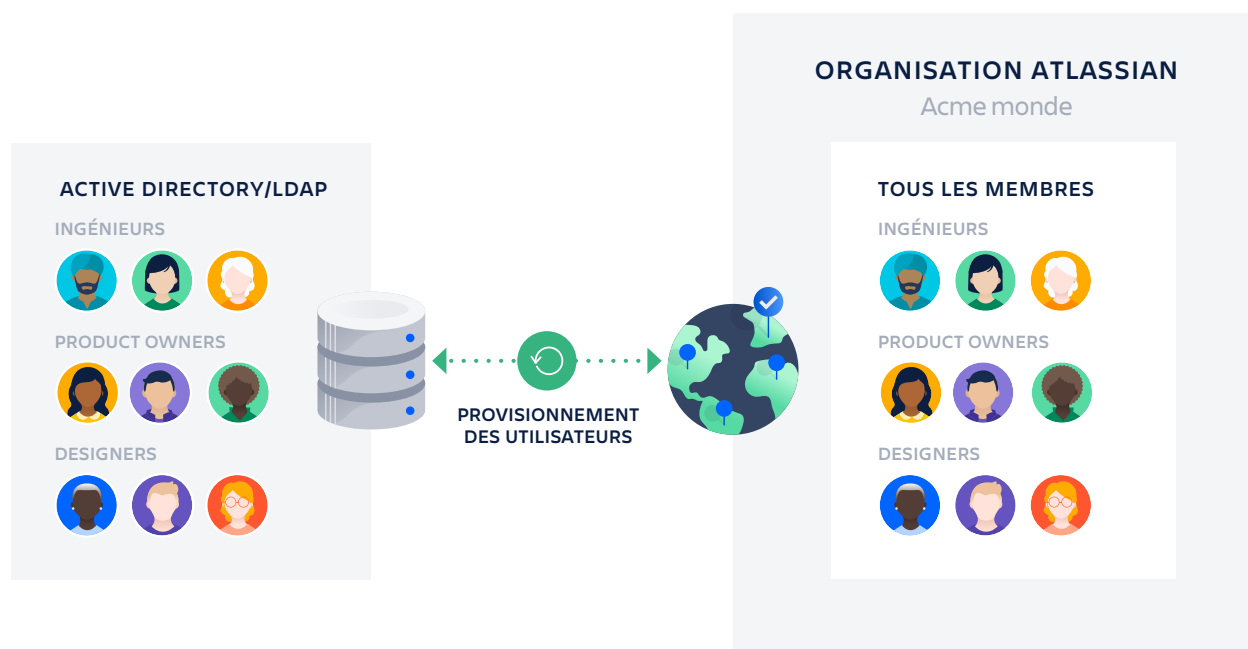 ACTIVE DIRECTORY/LDAP
INGÉNIEURS
PRODUCT OWNERS
DESIGNERS
PROVISIONNEMENT
DES UTILISATEURS
ORGANISATION ATLASSIAN
Acme monde
TOUS LES MEMBRES
INGÉNIEURS
PRODUCT OWNERS
DESIGNERS